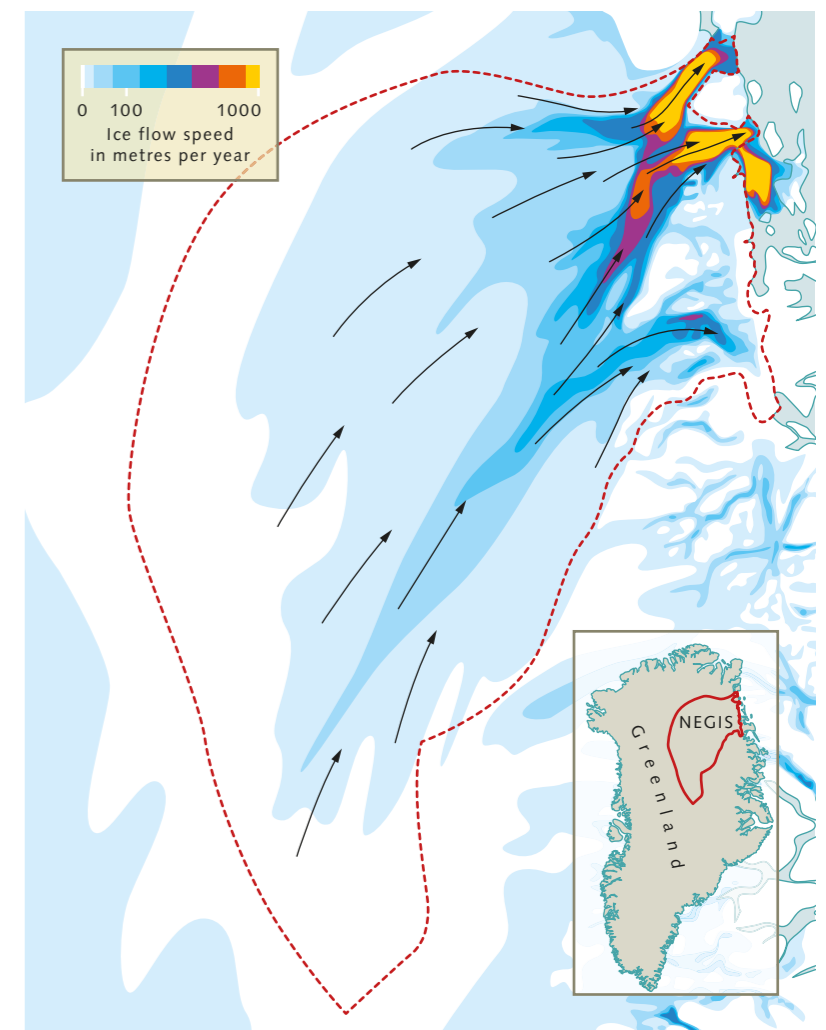 0 100 1000
Ice flow speed
in metres per year
NEGIS
Greenland